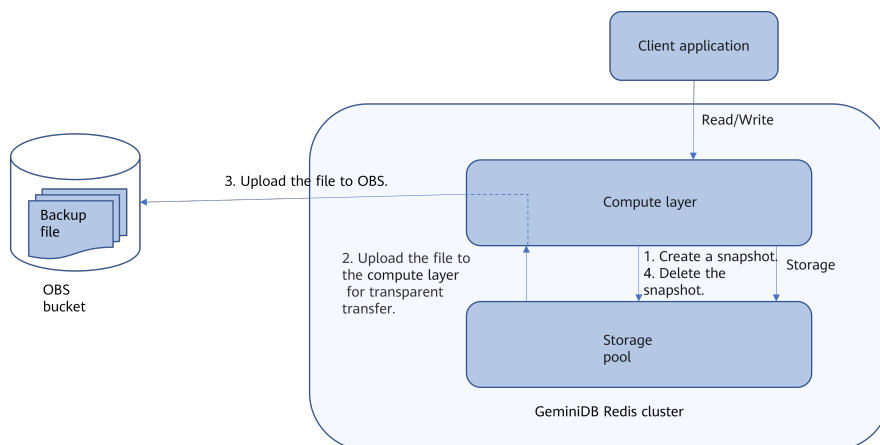 Client application
Read/Write
3. Upload the file to OBS.
Compute layer
Backup
file
2. Upload the file to
the compute layer
for transparent
transfer.
1. Create a snapshot.
4. Delete the
snapshot.
Storage
OBS
bucket
Storage
pool
GeminiDB Redis cluster